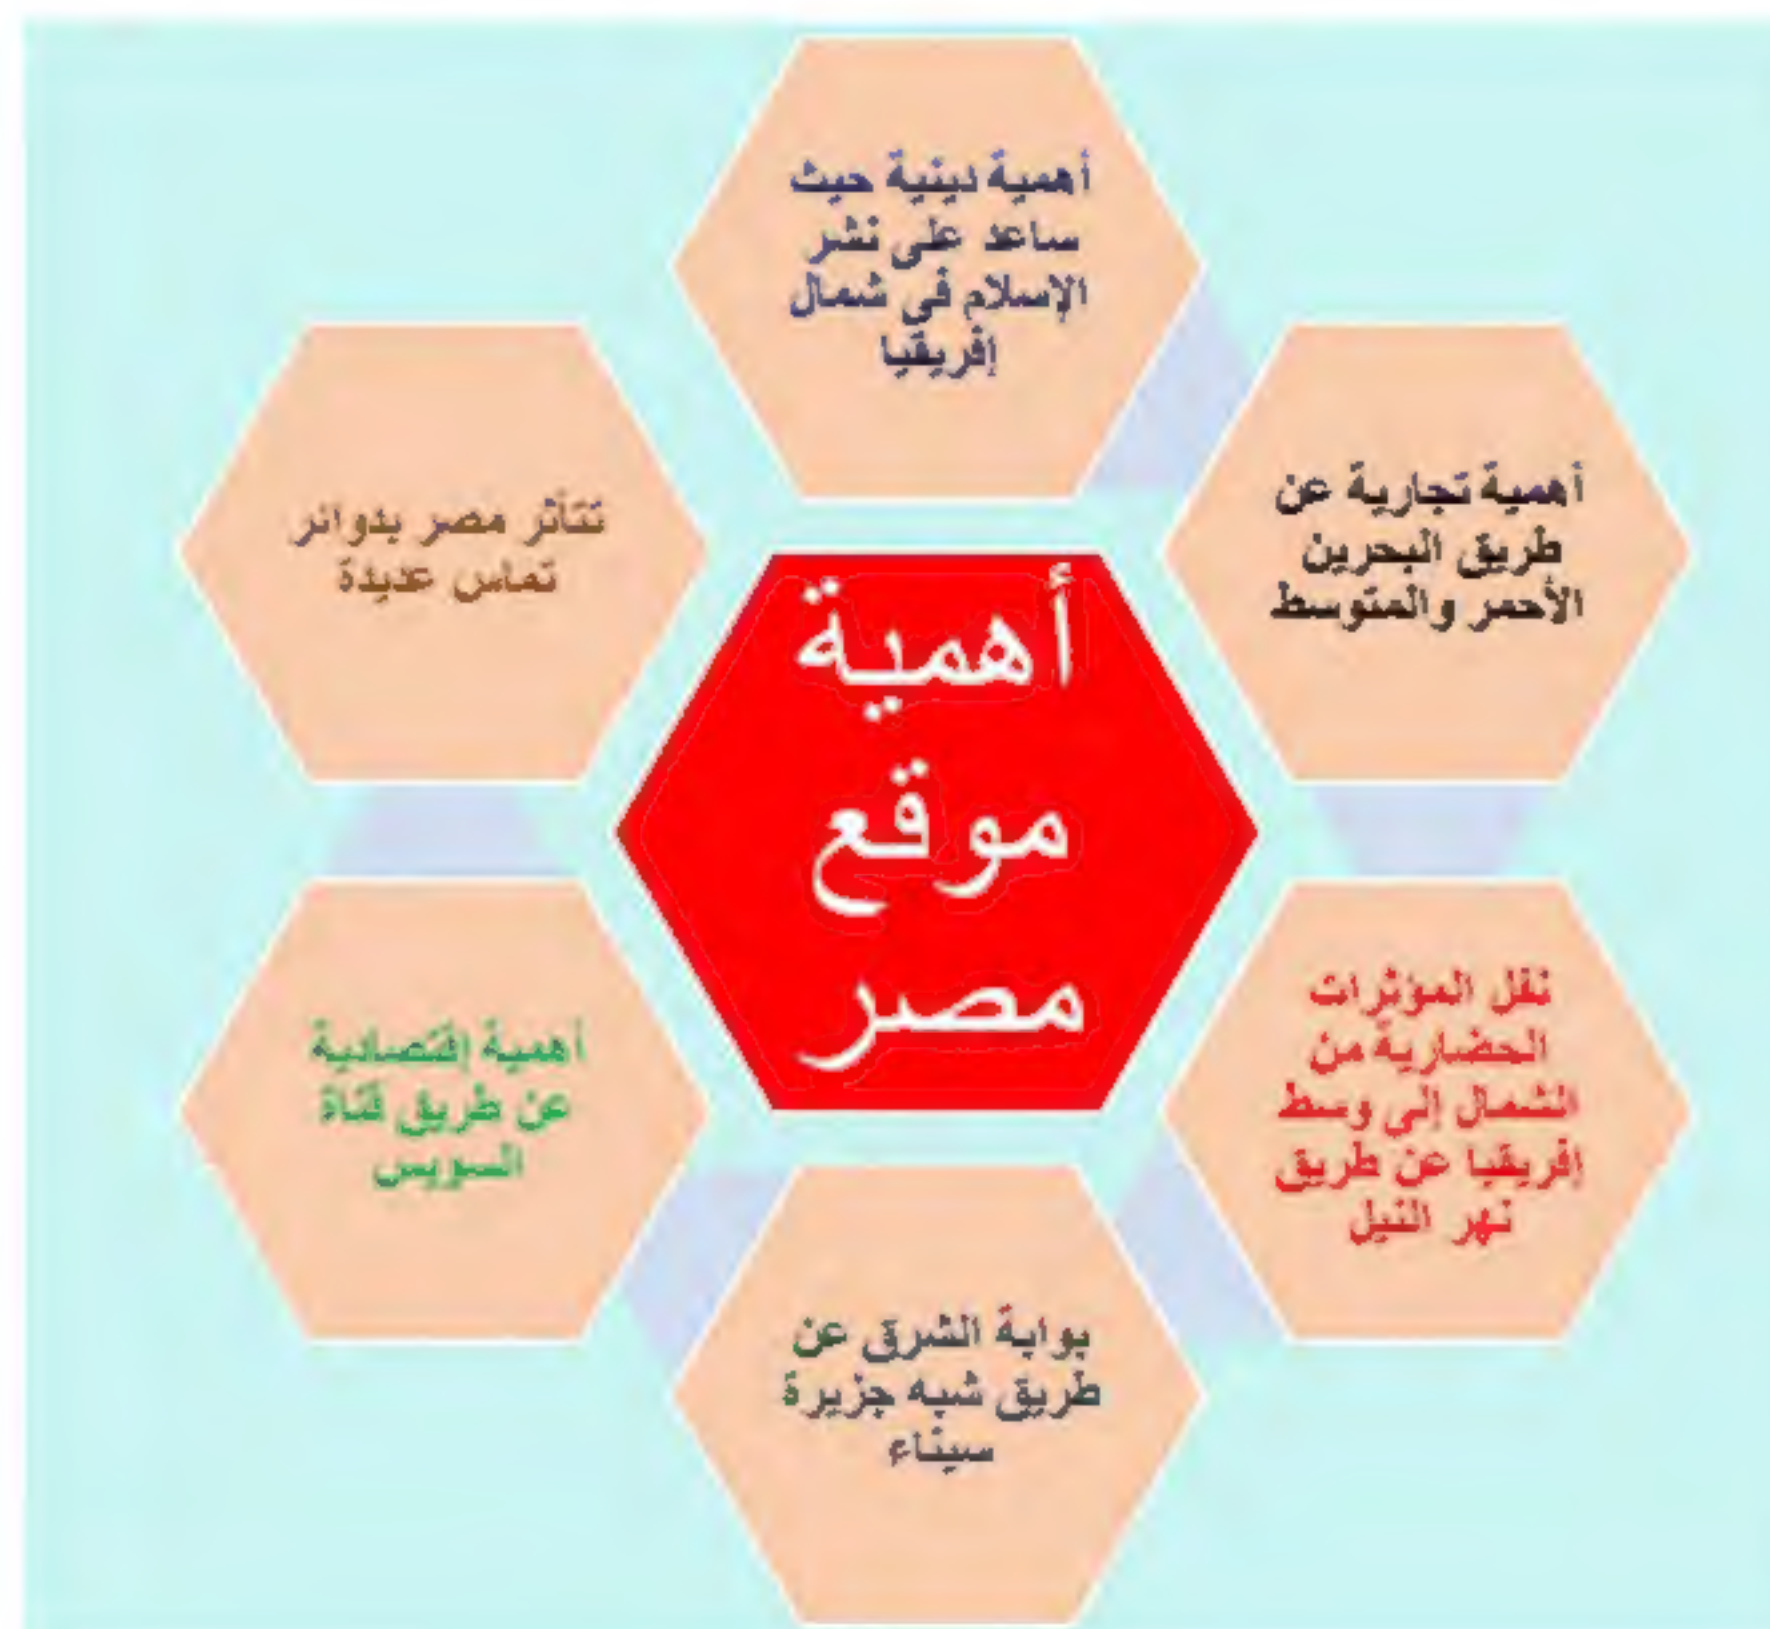 أهمية دينية حيث
ساعد على نشر
الإسلام فى شمال
إفريقيا
أهمية تجارية عن
طريق البحرين
الأحمر والمتوسط
نقل المؤثرات
الحضارية من
الشمال إلى وسط
إفريقيا عن طريق
نهر النيل
بوابة الشرق عن
طريق شبه جزيرة
سيناء
أهمية إقتصادية
عن طريق قناة
السويس
تتأثر مصر بدوائر
تماس عديدة
أهمية
موقع
مصر